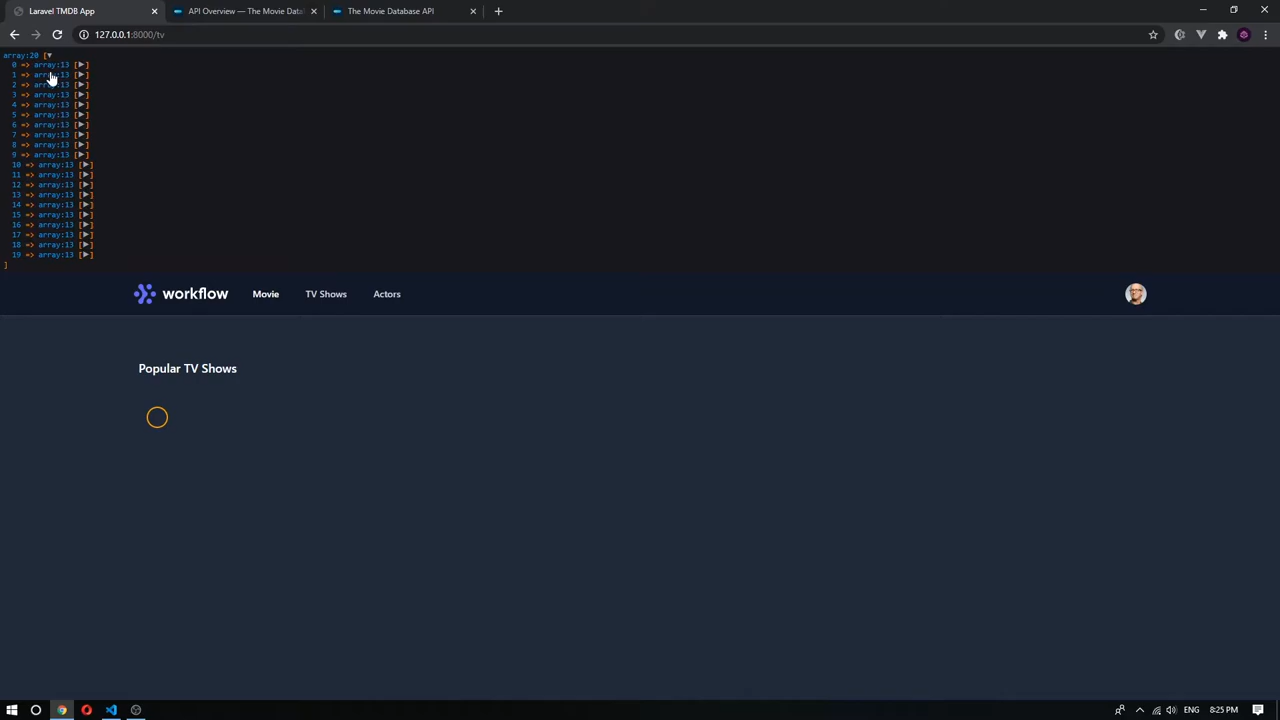 Laravel TMDB App
API Overview — The Movie Data
The Movie Database API
127.0.0.1:8000/tv
array:20 [▼
0 => array:13 [▶]
1 => array:13 [▶]
2 => array:13 [▶]
3 => array:13 [▶]
4 => array:13 [▶]
5 => array:13 [▶]
6 => array:13 [▶]
7 => array:13 [▶]
8 => array:13 [▶]
9 => array:13 [▶]
10 => array:13 [▶]
11 => array:13 [▶]
12 => array:13 [▶]
13 => array:13 [▶]
14 => array:13 [▶]
15 => array:13 [▶]
16 => array:13 [▶]
17 => array:13 [▶]
18 => array:13 [▶]
19 => array:13 [▶]
]
workflow Movie TV Shows Actors
Popular TV Shows
ENG 8:25 PM